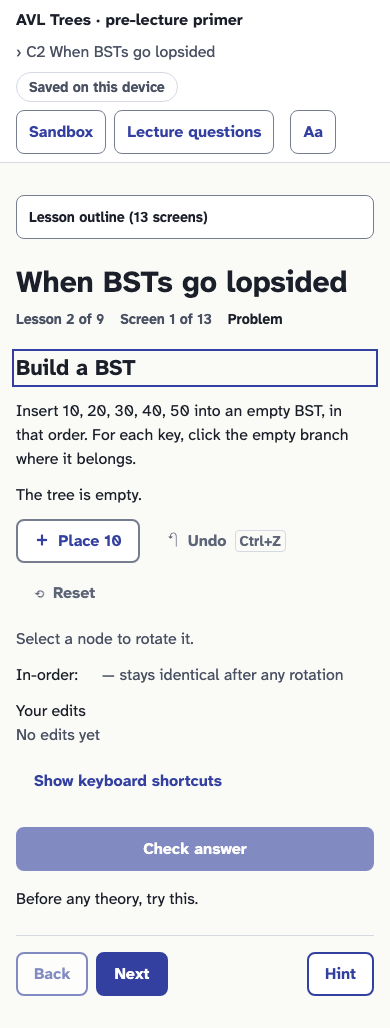 AVL Trees · pre-lecture primer
› C2 When BSTs go lopsided
Saved on this device
Sandbox
Lecture questions
Aa
Lesson outline (13 screens)
When BSTs go lopsided
Lesson 2 of 9 Screen 1 of 13 Problem
Build a BST
Insert 10, 20, 30, 40, 50 into an empty BST, in
that order. For each key, click the empty branch
where it belongs.
The tree is empty.
+ Place 10
Undo Ctrl+Z
Reset
Select a node to rotate it.
In-order: — stays identical after any rotation
Your edits
No edits yet
Show keyboard shortcuts
Check answer
Before any theory, try this.
Back
Next
Hint